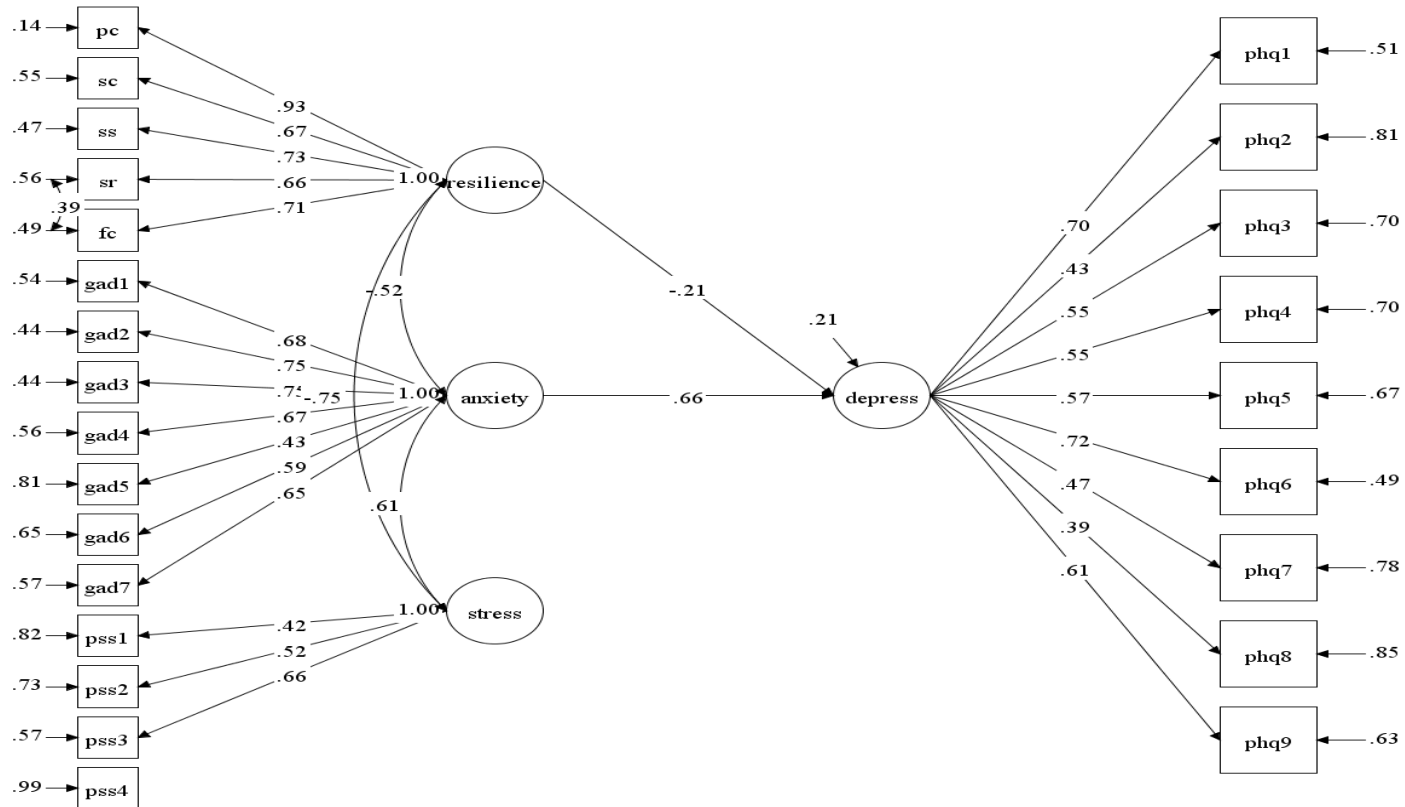 .14 pc
.55 sc
.47 ss
.56 sr
.39
.49 fc
.54 gad1
.44 gad2
.44 gad3
.56 gad4
.81 gad5
.65 gad6
.57 gad7
.82 pss1
.73 pss2
.57 pss3
.99 pss4
.93
.67
.73
.66
.71
1.00 resilience
-.52
-.75
.68
.75
.67
.43
.59
.65
1.00 anxiety
.61
.42
.52
.66
1.00 stress
-.21
.66
.21
depress
.70
.43
.55
.55
.57
.72
.47
.39
.61
phq1 .51
phq2 .81
phq3 .70
phq4 .70
phq5 .67
phq6 .49
phq7 .78
phq8 .85
phq9 .63